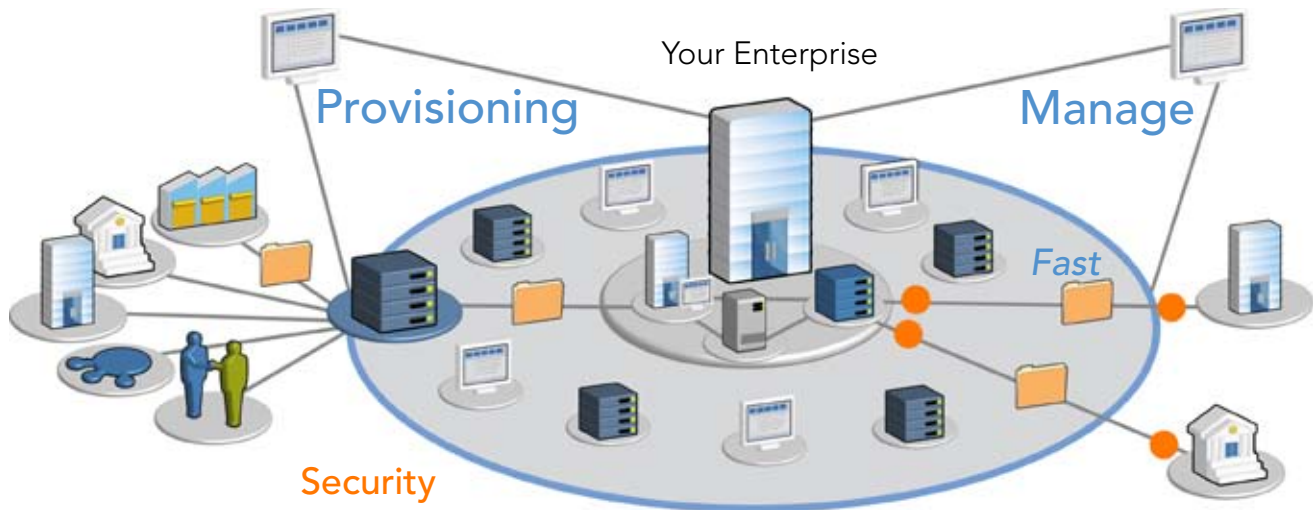 Your Enterprise
Provisioning
Manage
Fast
Security